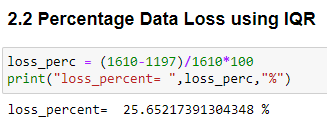 2.2 Percentage Data Loss using IQR
loss_perc = (1610-1197)/1610*100
print("loss_percent= ",loss_perc,"%")
loss_percent=  25.65217391304348 %